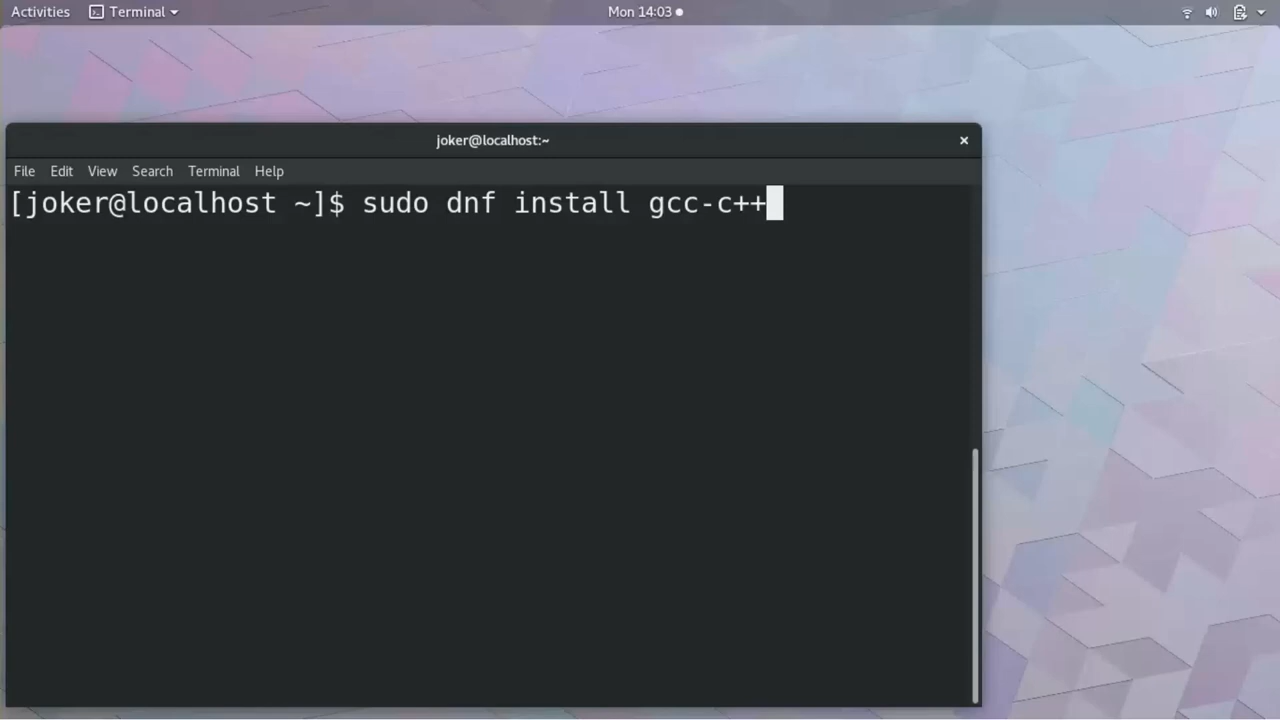 Activities Terminal Mon 14:03
joker@localhost:~
File Edit View Search Terminal Help
[joker@localhost ~]$ sudo dnf install gcc-c++